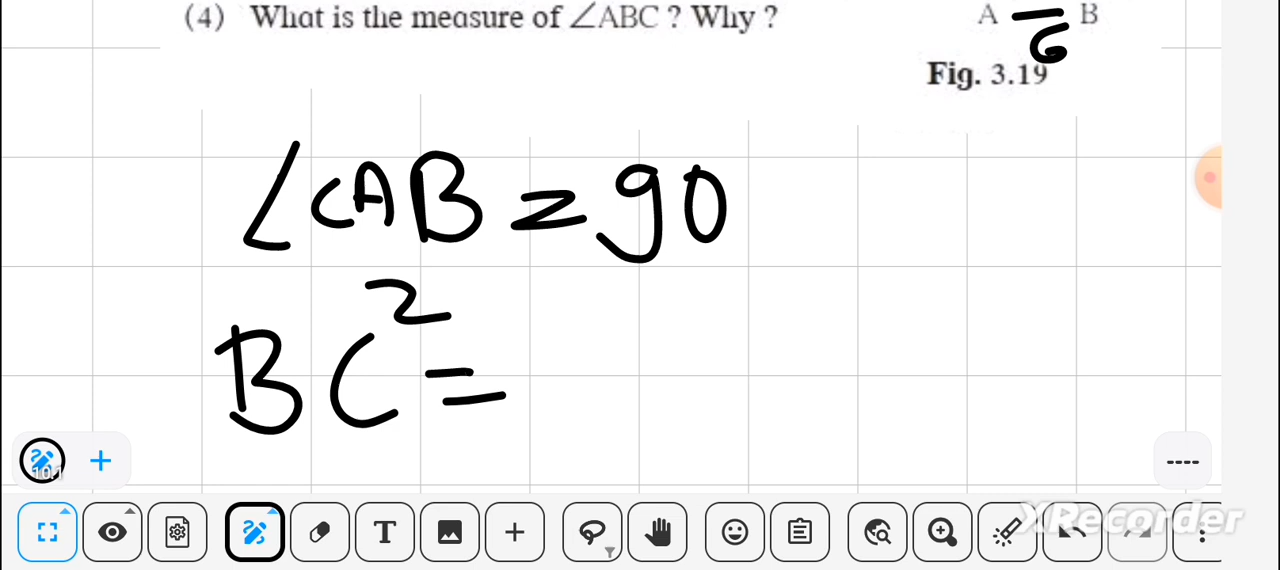 (4) What is the measure of ∠ABC ? Why ?
A B
6
Fig. 3.19
∠CAB = 90
BC² =
T
XRecorder